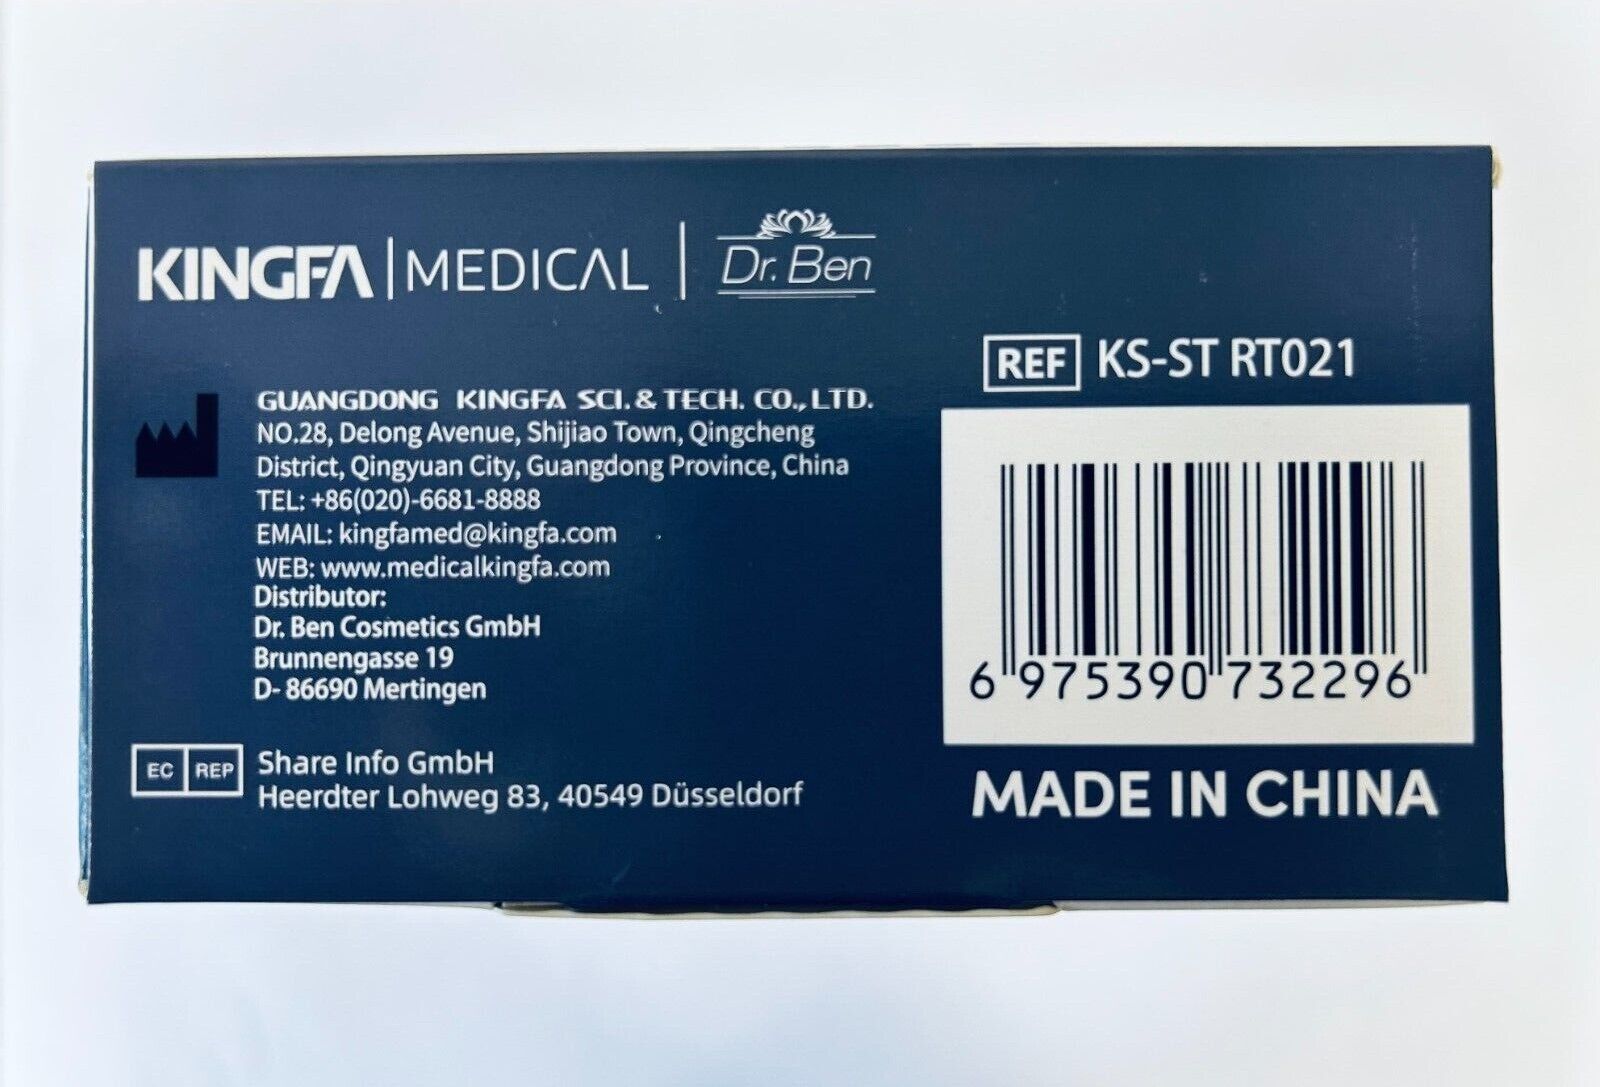 KINGFA | MEDICAL | Dr. Ben
GUANGDONG KINGFA SCI. & TECH. CO., LTD.
NO.28, Delong Avenue, Shijiao Town, Qingcheng
District, Qingyuan City, Guangdong Province, China
TEL: +86(020)-6681-8888
EMAIL: kingfamed@kingfa.com
WEB: www.medicalkingfa.com
Distributor:
Dr. Ben Cosmetics GmbH
Brunnengasse 19
D- 86690 Mertingen
EC REP
Share Info GmbH
Heerdter Lohweg 83, 40549 Düsseldorf
REF KS-ST RT021
6 975390 732296
MADE IN CHINA